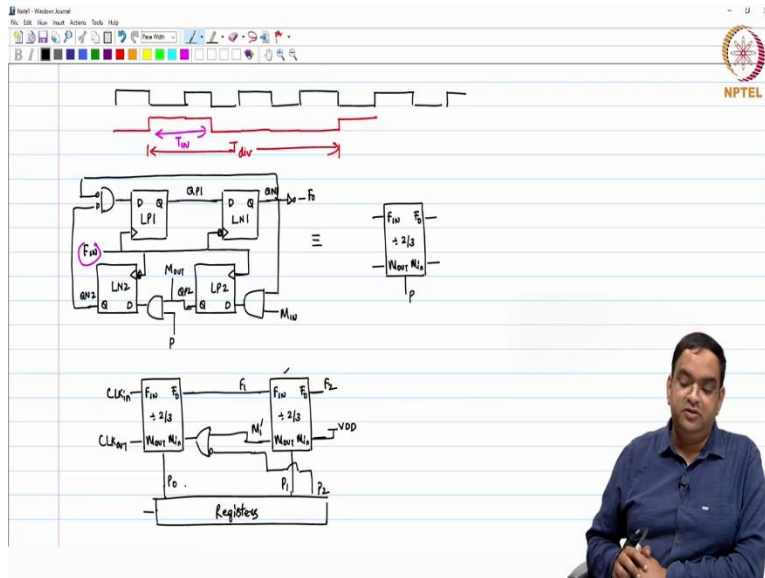 Note1 - Windows Journal
File Edit View Insert Actions Tools Help
Page Width
B I
NPTEL
TIN
Tdiv
QP1
QN1
Fo
D Q
D Q
LP1
LN1
FIN
Mout
LN2
LP2
QN2
Q D
QP2
Q D
MIN
P
≡
FIN Fo
÷ 2/3
Mout Min
P
CLKin
FIN Fo
F1
FIN Fo
F2
÷ 2/3
÷ 2/3
CLKout
Mout Min
M1'
Mout Min
VDD
P0
P1
P2
Registers